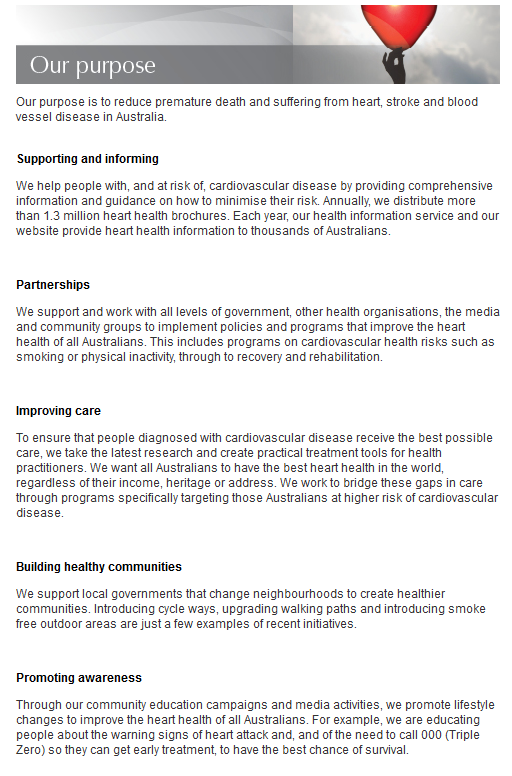 Our purpose
Our purpose is to reduce premature death and suffering from heart, stroke and blood
vessel disease in Australia.
Supporting and informing
We help people with, and at risk of, cardiovascular disease by providing comprehensive
information and guidance on how to minimise their risk. Annually, we distribute more
than 1.3 million heart health brochures. Each year, our health information service and our
website provide heart health information to thousands of Australians.
Partnerships
We support and work with all levels of government, other health organisations, the media
and community groups to implement policies and programs that improve the heart
health of all Australians. This includes programs on cardiovascular health risks such as
smoking or physical inactivity, through to recovery and rehabilitation.
Improving care
To ensure that people diagnosed with cardiovascular disease receive the best possible
care, we take the latest research and create practical treatment tools for health
practitioners. We want all Australians to have the best heart health in the world,
regardless of their income, heritage or address. We work to bridge these gaps in care
through programs specifically targeting those Australians at higher risk of cardiovascular
disease.
Building healthy communities
We support local governments that change neighbourhoods to create healthier
communities. Introducing cycle ways, upgrading walking paths and introducing smoke
free outdoor areas are just a few examples of recent initiatives.
Promoting awareness
Through our community education campaigns and media activities, we promote lifestyle
changes to improve the heart health of all Australians. For example, we are educating
people about the warning signs of heart attack and, and of the need to call 000 (Triple
Zero) so they can get early treatment, to have the best chance of survival.